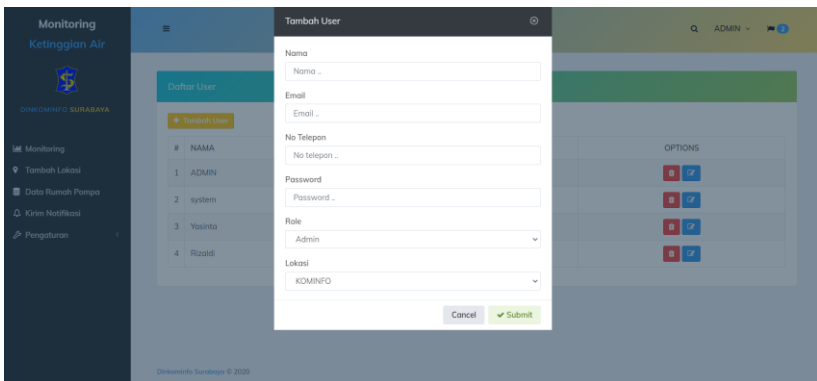 Monitoring
Ketinggian Air
DINKOMINFO SURABAYA
Monitoring
Tambah Lokasi
Data Rumah Pompa
Kirim Notifikasi
Pengaturan
ADMIN
2
Daftar User
Tambah User
# NAMA OPTIONS
1 ADMIN
2 system
3 Yasinta
4 Rizaldi
Tambah User
Nama
Nama ..
Email
Email ..
No Telepon
No telepon ..
Password
Password ..
Role
Admin
Lokasi
KOMINFO
Cancel Submit
Dinkominfo Surabaya © 2020